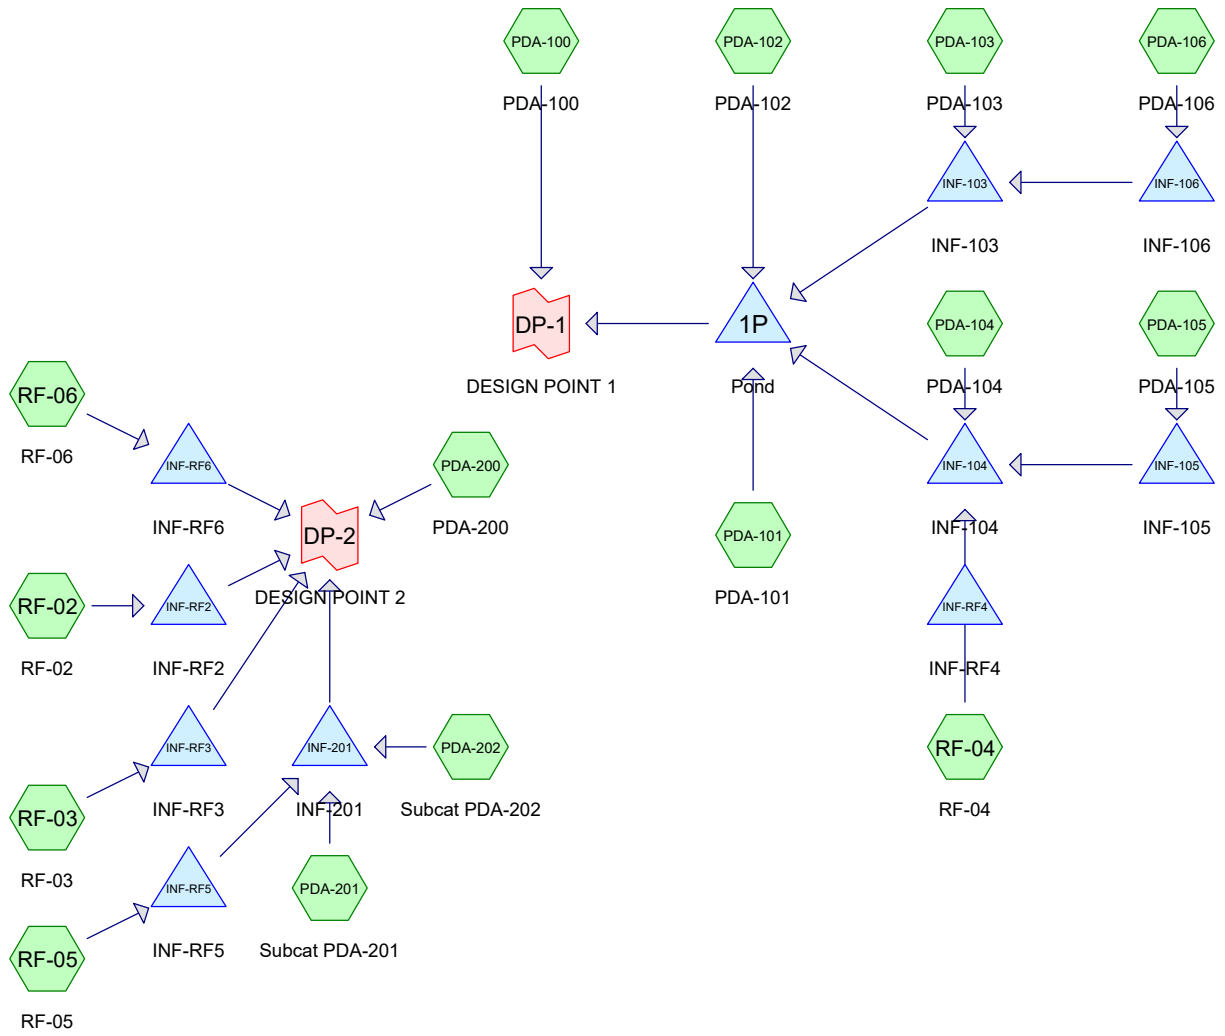 PDA-100
PDA-102
PDA-103
PDA-106
PDA-100
PDA-102
PDA-103
PDA-106
INF-103
INF-106
INF-103
INF-106
DP-1
1P
PDA-104
PDA-105
DESIGN POINT 1
Pond
PDA-104
PDA-105
RF-06
RF-06
INF-RF6
PDA-200
INF-104
INF-105
INF-RF6
PDA-200
INF-104
INF-105
DP-2
PDA-101
DESIGN POINT 2
PDA-101
RF-02
INF-RF2
INF-RF4
RF-02
INF-RF2
INF-RF4
INF-RF3
INF-201
PDA-202
RF-04
INF-RF3
INF-201
Subcat PDA-202
RF-04
RF-03
RF-03
INF-RF5
PDA-201
INF-RF5
Subcat PDA-201
RF-05
RF-05